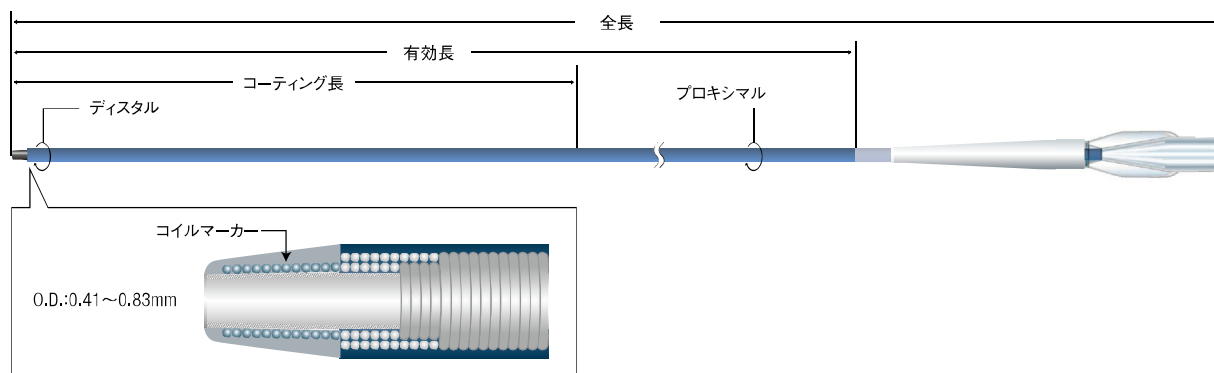 全長
有効長
コーティング長
ディスタル
プロキシマル
コイルマーカー
O.D.:0.41〜0.83mm